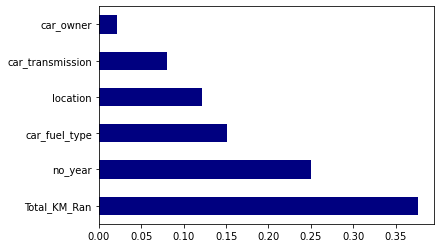 car_owner
car_transmission
location
car_fuel_type
no_year
Total_KM_Ran
0.00 0.05 0.10 0.15 0.20 0.25 0.30 0.35